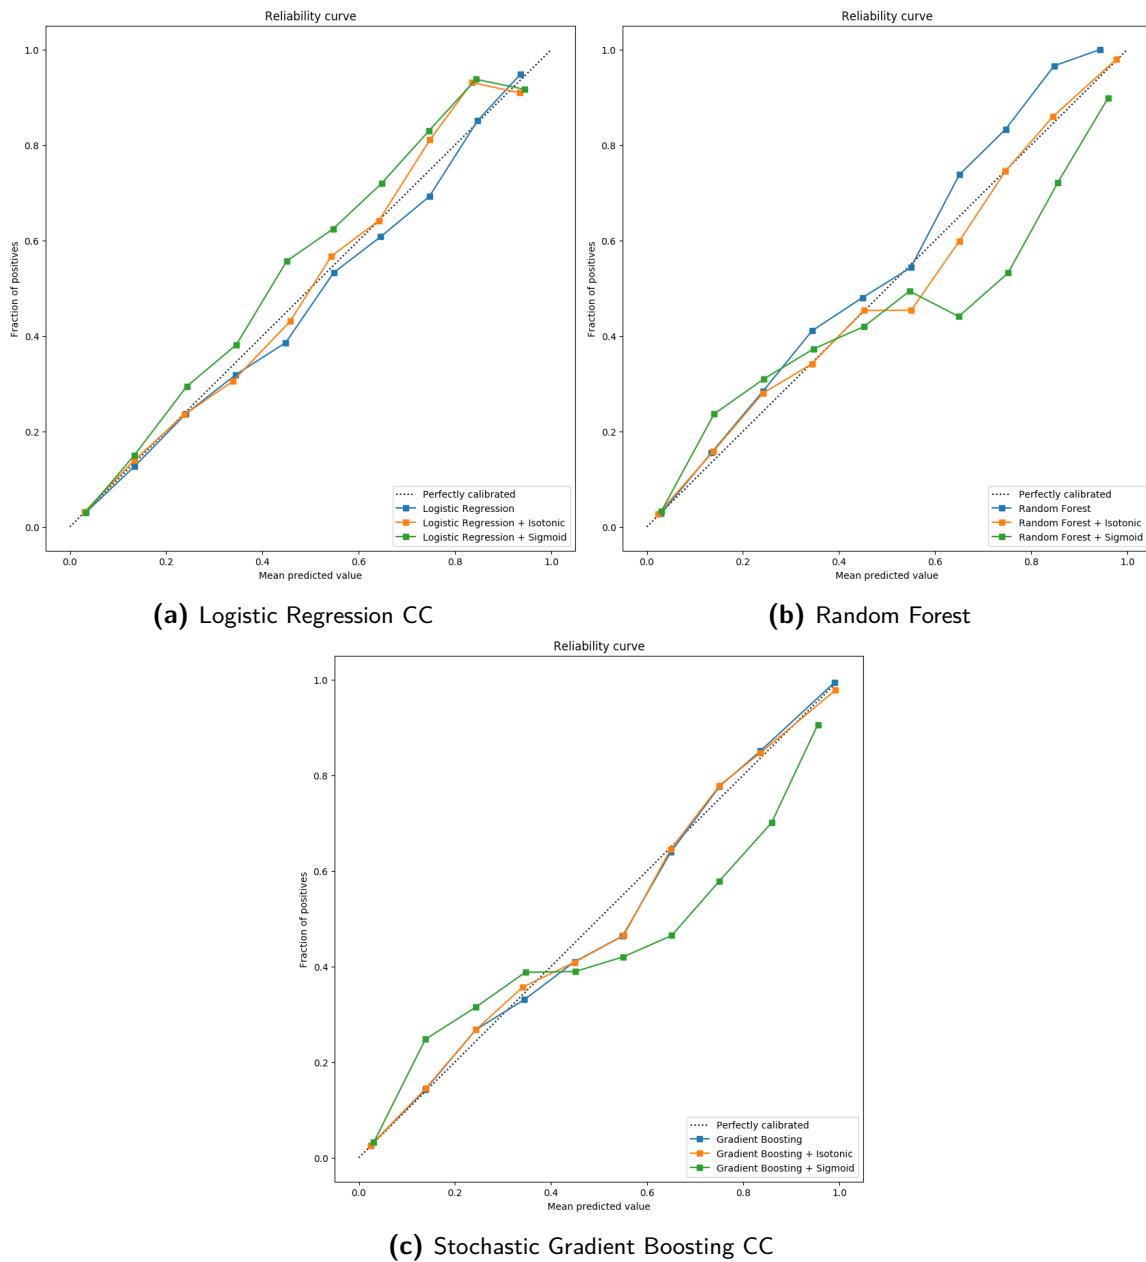 Reliability curve
1.0
0.8
0.6
0.4
0.2
0.0
Fraction of positives
Perfectly calibrated
Logistic Regression
Logistic Regression + Isotonic
Logistic Regression + Sigmoid
0.0 0.2 0.4 0.6 0.8 1.0
Mean predicted value
(a) Logistic Regression CC
Reliability curve
1.0
0.8
0.6
0.4
0.2
0.0
Fraction of positives
Perfectly calibrated
Random Forest
Random Forest + Isotonic
Random Forest + Sigmoid
0.0 0.2 0.4 0.6 0.8 1.0
Mean predicted value
(b) Random Forest
Reliability curve
1.0
0.8
0.6
0.4
0.2
0.0
Fraction of positives
Perfectly calibrated
Gradient Boosting
Gradient Boosting + Isotonic
Gradient Boosting + Sigmoid
0.0 0.2 0.4 0.6 0.8 1.0
Mean predicted value
(c) Stochastic Gradient Boosting CC